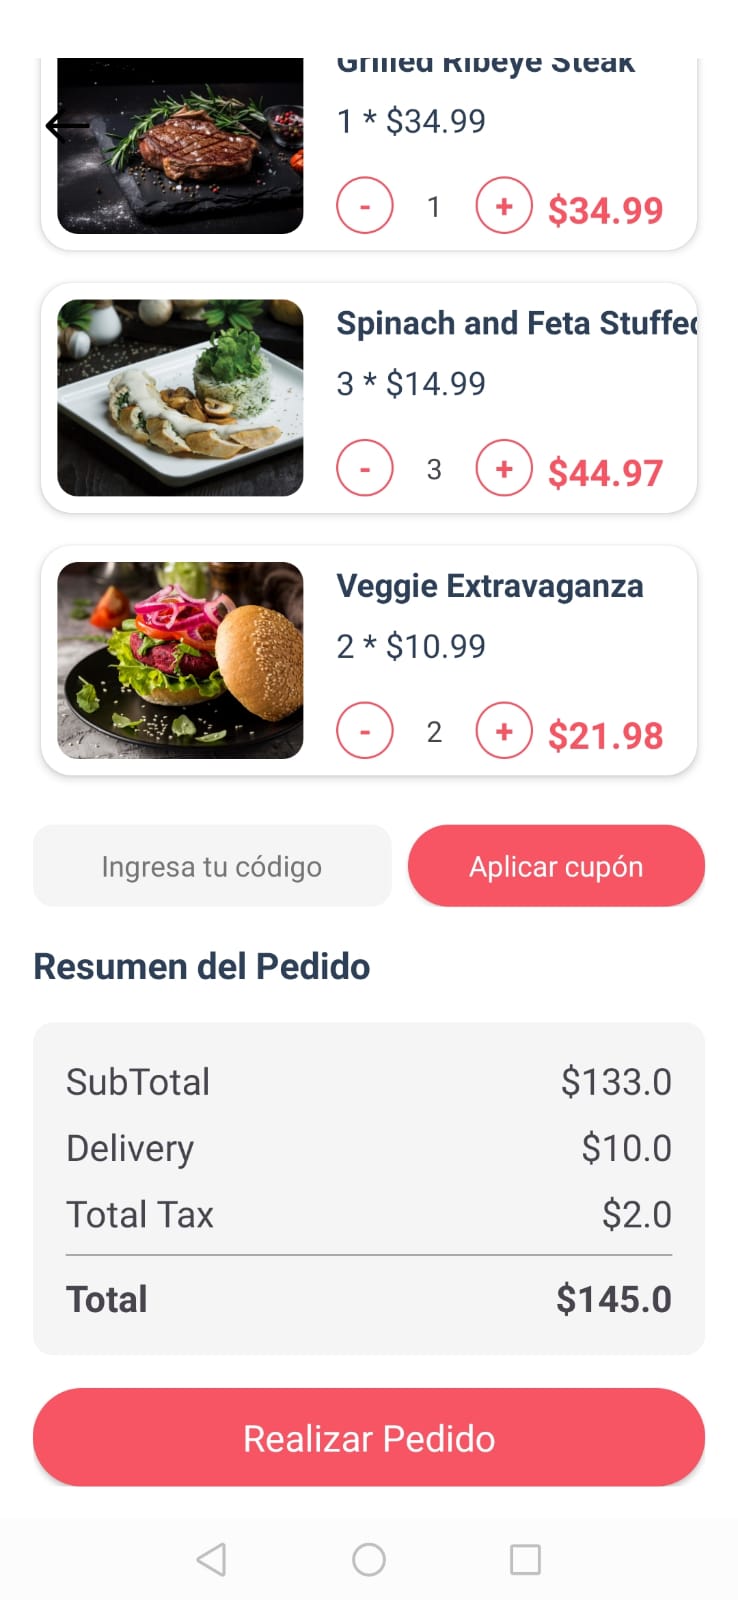 Grilled Ribeye Steak
1 * $34.99
- 1 + $34.99
Spinach and Feta Stuffed
3 * $14.99
- 3 + $44.97
Veggie Extravaganza
2 * $10.99
- 2 + $21.98
Ingresa tu código
Aplicar cupón
Resumen del Pedido
SubTotal $133.0
Delivery $10.0
Total Tax $2.0
Total $145.0
Realizar Pedido